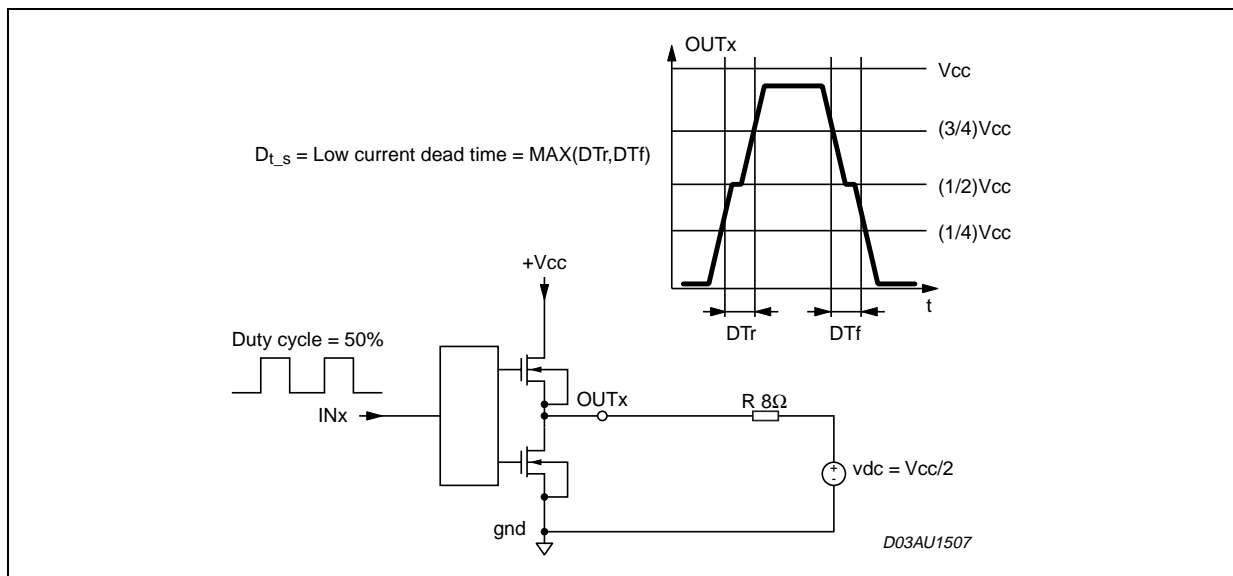 OUTx
Vcc
(3/4)Vcc
D_t_s = Low current dead time = MAX(DTr,DTf)
(1/2)Vcc
(1/4)Vcc
+Vcc
t
DTr
DTf
Duty cycle = 50%
OUTx
R 8Ω
INx
+
-
vdc = Vcc/2
gnd
D03AU1507